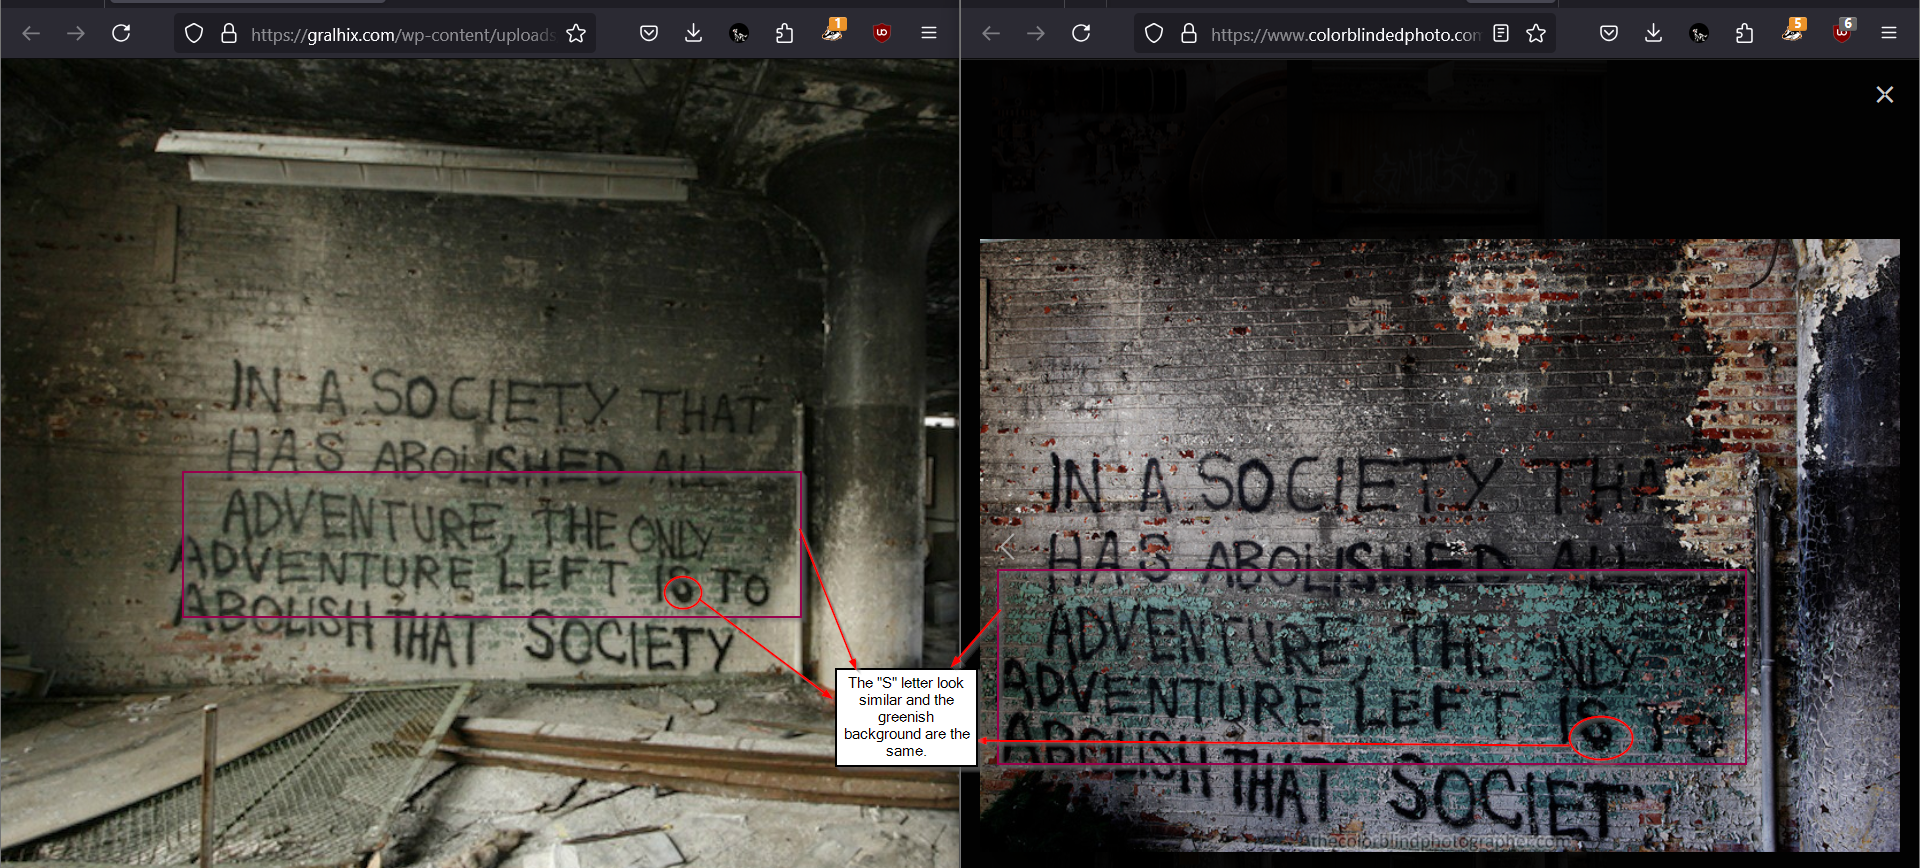 https://gralhix.com/wp-content/uploads
1
https://www.colorblindedphoto.com
5
6
IN A SOCIETY THAT
HAS ABOLISHED ALL
ADVENTURE, THE ONLY
ADVENTURE LEFT IS TO
ABOLISH THAT SOCIETY
The "S" letter look
similar and the
greenish
background are the
same.
IN A SOCIETY THA
HAS ABOLISHED ALL
ADVENTURE, THE ONLY
ADVENTURE LEFT IS TO
ABOLISH THAT SOCIETY
thecolorblindphotographer.com